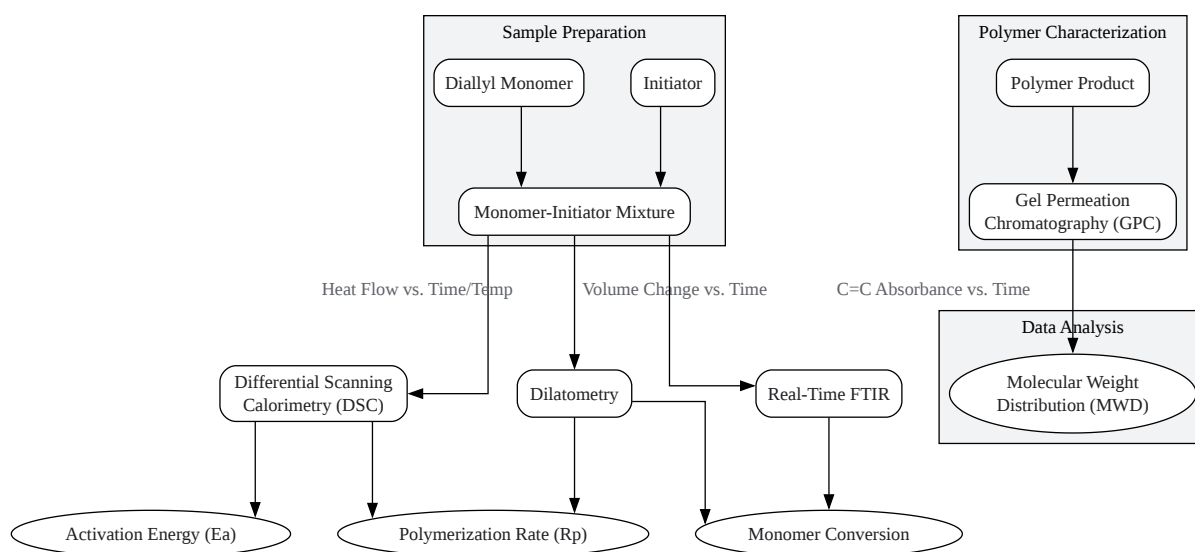 Sample Preparation
Polymer Characterization
Diallyl Monomer
Initiator
Polymer Product
Monomer-Initiator Mixture
Gel Permeation
Chromatography (GPC)
Heat Flow vs. Time/Temp
Volume Change vs. Time
C=C Absorbance vs. Time
Data Analysis
Differential Scanning
Calorimetry (DSC)
Dilatometry
Real-Time FTIR
Molecular Weight
Distribution (MWD)
Activation Energy (Ea)
Polymerization Rate (Rp)
Monomer Conversion